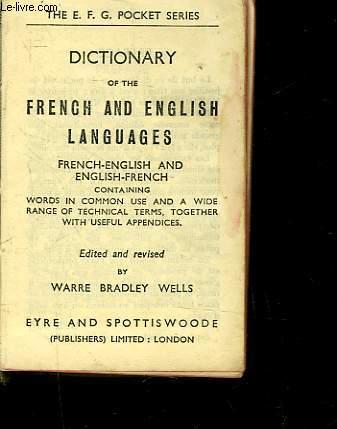 Le-livre.com
THE E. F. G. POCKET SERIES
DICTIONARY
OF THE
FRENCH AND ENGLISH
LANGUAGES
FRENCH-ENGLISH AND
ENGLISH-FRENCH
CONTAINING
WORDS IN COMMON USE AND A WIDE
RANGE OF TECHNICAL TERMS, TOGETHER
WITH USEFUL APPENDICES.
Edited and revised
BY
WARRE BRADLEY WELLS
EYRE AND SPOTTISWOODE
(PUBLISHERS) LIMITED : LONDON